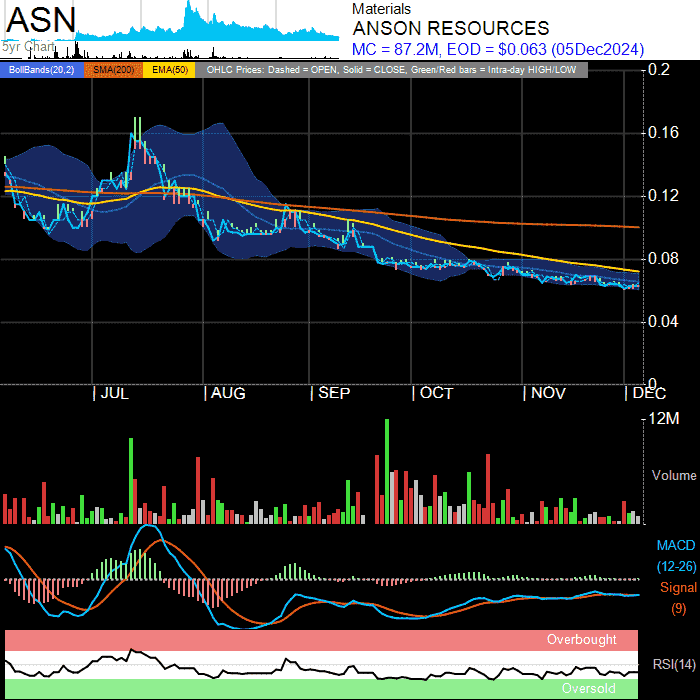 ASN
5yr Chart
Materials
ANSON RESOURCES
MC = 87.2M, EOD = $0.063 (05Dec2024)
BollBands(20,2) SMA(200) EMA(50) OHLC Prices: Dashed = OPEN, Solid = CLOSE, Green/Red bars = Intra-day HIGH/LOW
0.2
0.16
0.12
0.08
0.04
0
JUL AUG SEP OCT NOV DEC
12M
Volume
MACD
(12-26)
Signal
(9)
Overbought
RSI(14)
Oversold